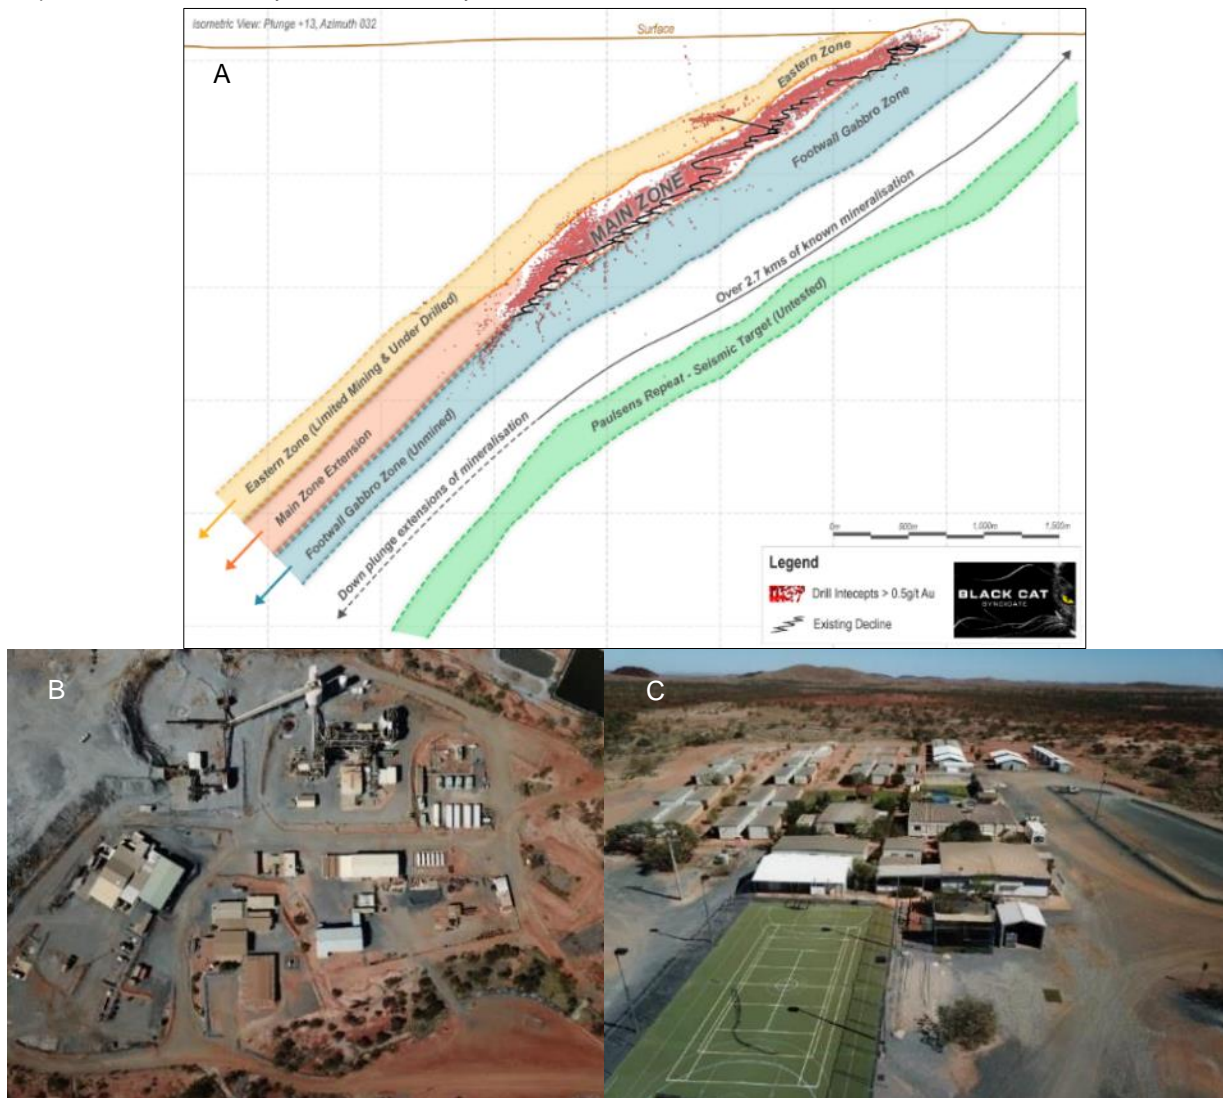 Isometric View: Plunge +13, Azimuth 032
Surface
A
Eastern Zone
Footwall Gabbro Zone
MAIN ZONE
Over 2.7 kms of known mineralisation
Paulsens Repeat - Seismic Target (Untested)
Eastern Zone (Limited Mining & Under Drilled)
Main Zone Extension
Footwall Gabbro Zone (Unmined)
Down plunge extensions of mineralisation
0m 500m 1,000m 1,500m
Legend
Drill Intecepts > 0.5g/t Au
Existing Decline
BLACK CAT
SYNDICATE
B
C